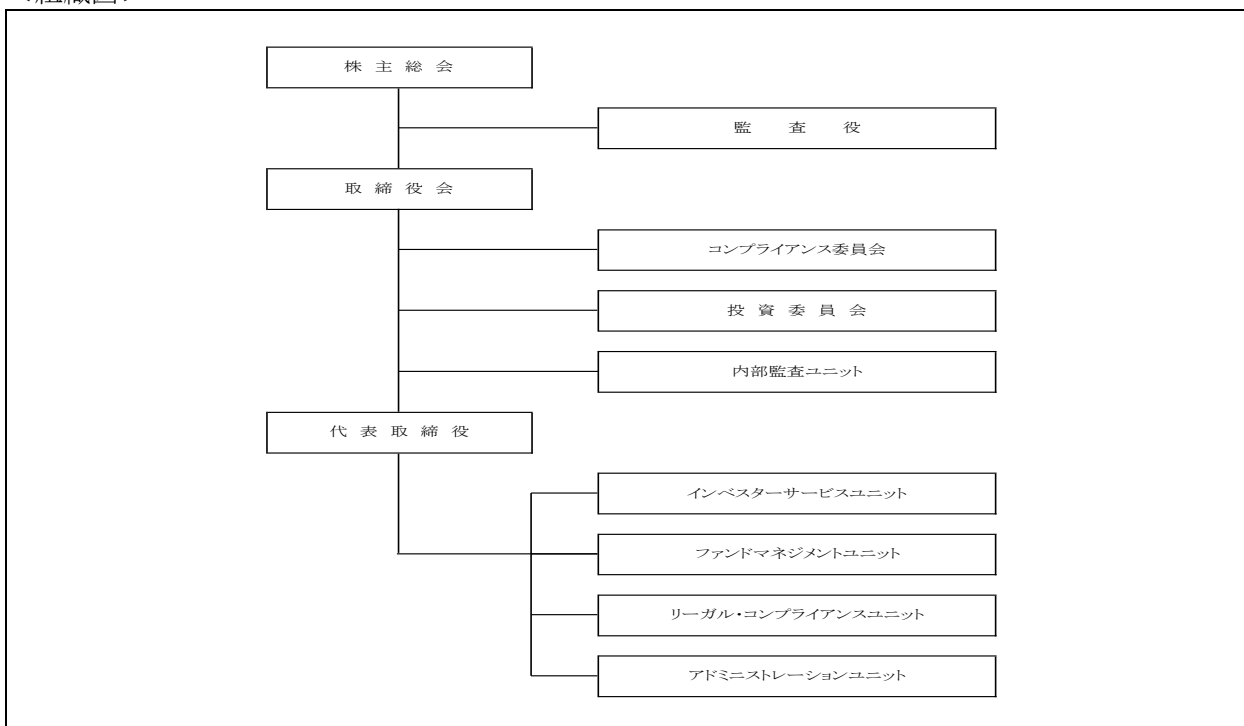 <組織図>
株 主 総 会
監 査 役
取 締 役 会
コンプライアンス委員会
投 資 委 員 会
内部監査ユニット
代 表 取 締 役
インベスターサービスユニット
ファンドマネジメントユニット
リーガル・コンプライアンスユニット
アドミニストレーションユニット